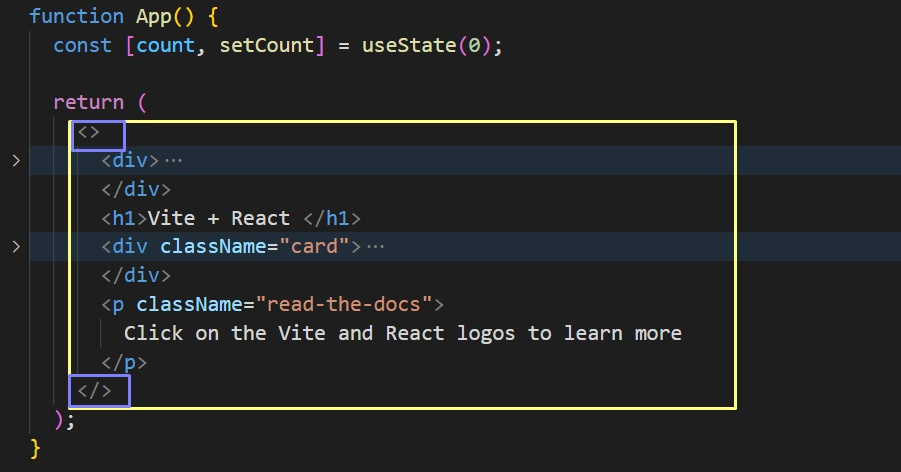 function App() {
const [count, setCount] = useState(0);
return (
<>
<div>···
</div>
<h1>Vite + React </h1>
<div className="card">···
</div>
<p className="read-the-docs">
Click on the Vite and React logos to learn more
</p>
</>
);
}